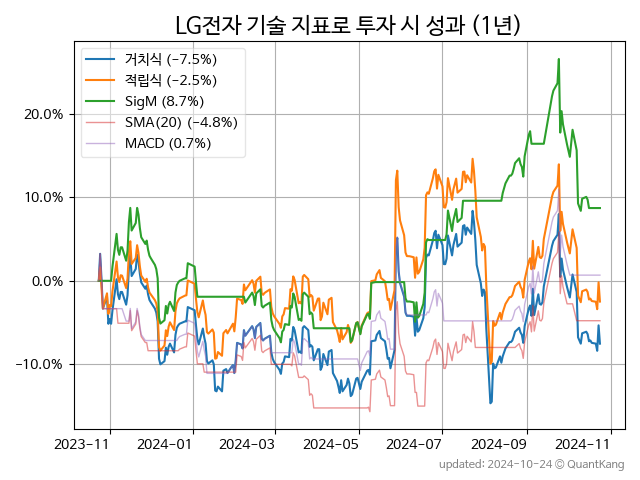 LG전자 기술 지표로 투자 시 성과 (1년)
거치식 (−7.5%)
적립식 (−2.5%)
SigM (8.7%)
SMA(20) (−4.8%)
MACD (0.7%)
20.0%
10.0%
0.0%
−10.0%
2023−11 2024−01 2024−03 2024−05 2024−07 2024−09 2024−11
updated: 2024-10-24 © QuantKang